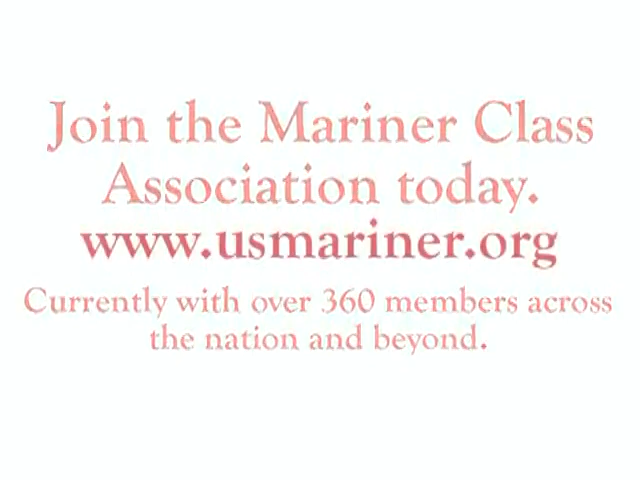 Join the Mariner Class
Association today.
www.usmariner.org
Currently with over 360 members across
the nation and beyond.